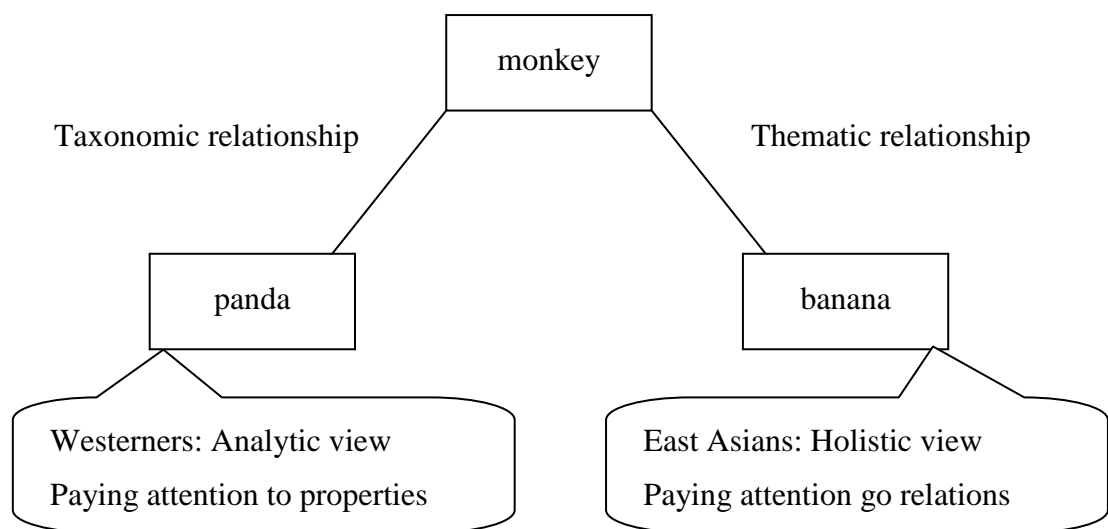 monkey
Taxonomic relationship
Thematic relationship
panda
banana
Westerners: Analytic view
Paying attention to properties
East Asians: Holistic view
Paying attention go relations